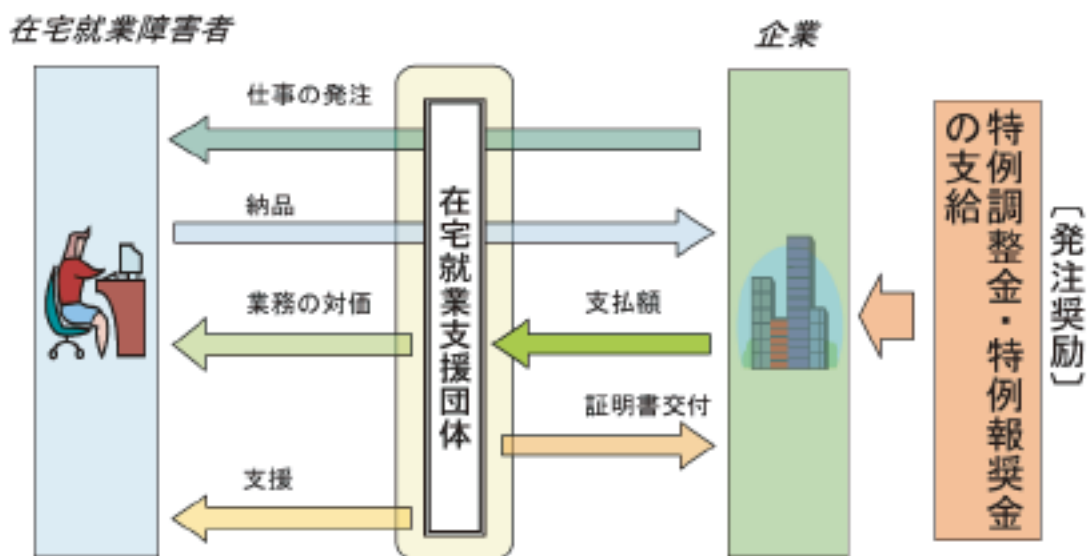 在宅就業障害者
企業
仕事の発注
納品
業務の対価
支払額
証明書交付
支援
在宅就業支援団体
特例調整金・特例報奨金
の支給
〔発注奨励〕